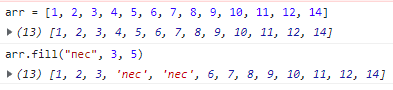 arr = [1, 2, 3, 4, 5, 6, 7, 8, 9, 10, 11, 12, 14]
▶ (13) [1, 2, 3, 4, 5, 6, 7, 8, 9, 10, 11, 12, 14]
arr.fill("nec", 3, 5)
▶ (13) [1, 2, 3, 'nec', 'nec', 6, 7, 8, 9, 10, 11, 12, 14]